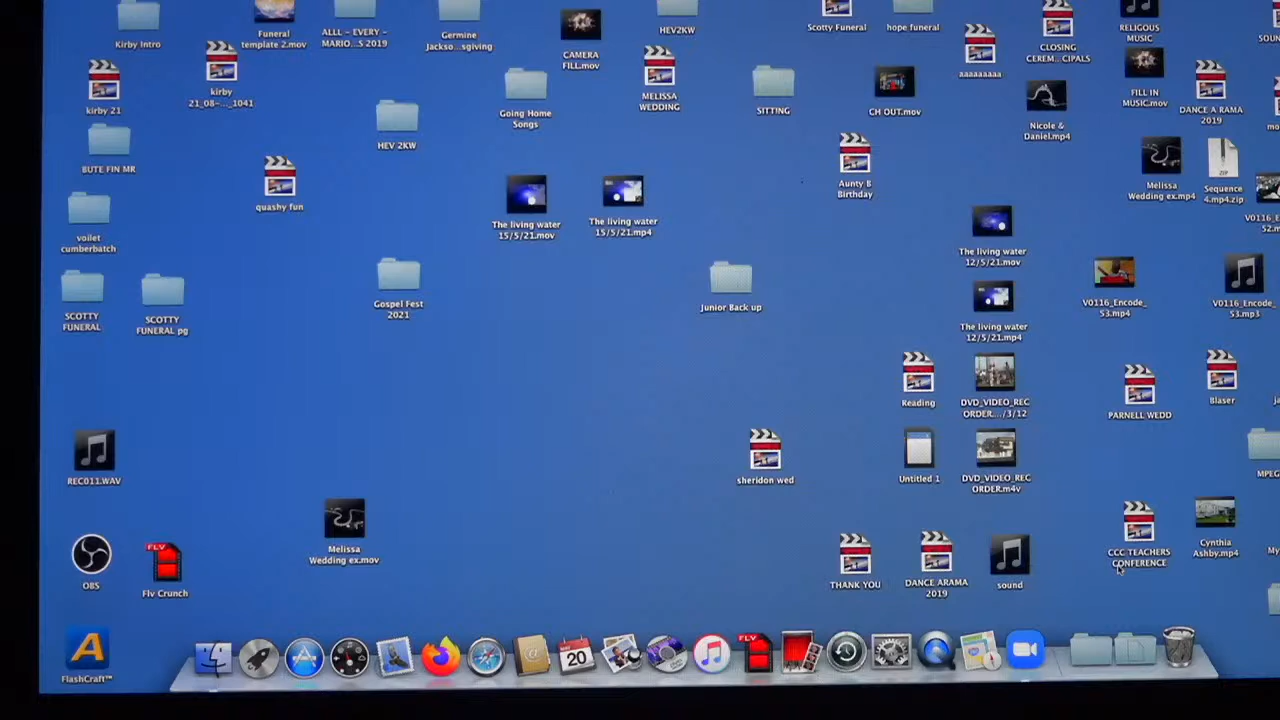 Kirby Intro
Funeral
template 2.mov
ALLL - EVERY -
MARIO...S 2019
Germine
Jackso...sgiving
CAMERA
FILL.mov
HEV2KW
Scotty Funeral
hope funeral
aaaaaaaaa
CLOSING
CEREM... CIPALS
RELIGOUS
MUSIC
kirby 21
kirby
21_08-..._1041
HEV 2KW
Going Home
Songs
MELISSA
WEDDING
SITTING
CH OUT.mov
Nicole &
Daniel.mp4
FILL IN
MUSIC.mov
DANCE A RAMA
2019
BUTE FIN MR
quashy fun
The living water
15/5/21.mov
The living water
15/5/21.mp4
Aunty B
Birthday
Melissa
Wedding ex.mp4
ZIP
Sequence
4.mp4.zip
V0116_E
voilet
cumberbatch
The living water
12/5/21.mov
SCOTTY
FUNERAL
SCOTTY
FUNERAL pg
Gospel Fest
2021
Junior Back up
V0116_Encode_
53.mp4
V0116_Encode_
53.mp3
The living water
12/5/21.mp4
Reading
DVD_VIDEO_REC
ORDER..../3/12
PARNELL WEDD
Blaser
REC011.WAV
sheridon wed
Untitled 1
DVD_VIDEO_REC
ORDER.m4v
MPEG
OBS
FLV
Flv Crunch
Melissa
Wedding ex.mov
THANK YOU
DANCE ARAMA
2019
sound
CCC TEACHERS
CONFERENCE
Cynthia
Ashby.mp4
My
A
FlashCraft™
20
FLV